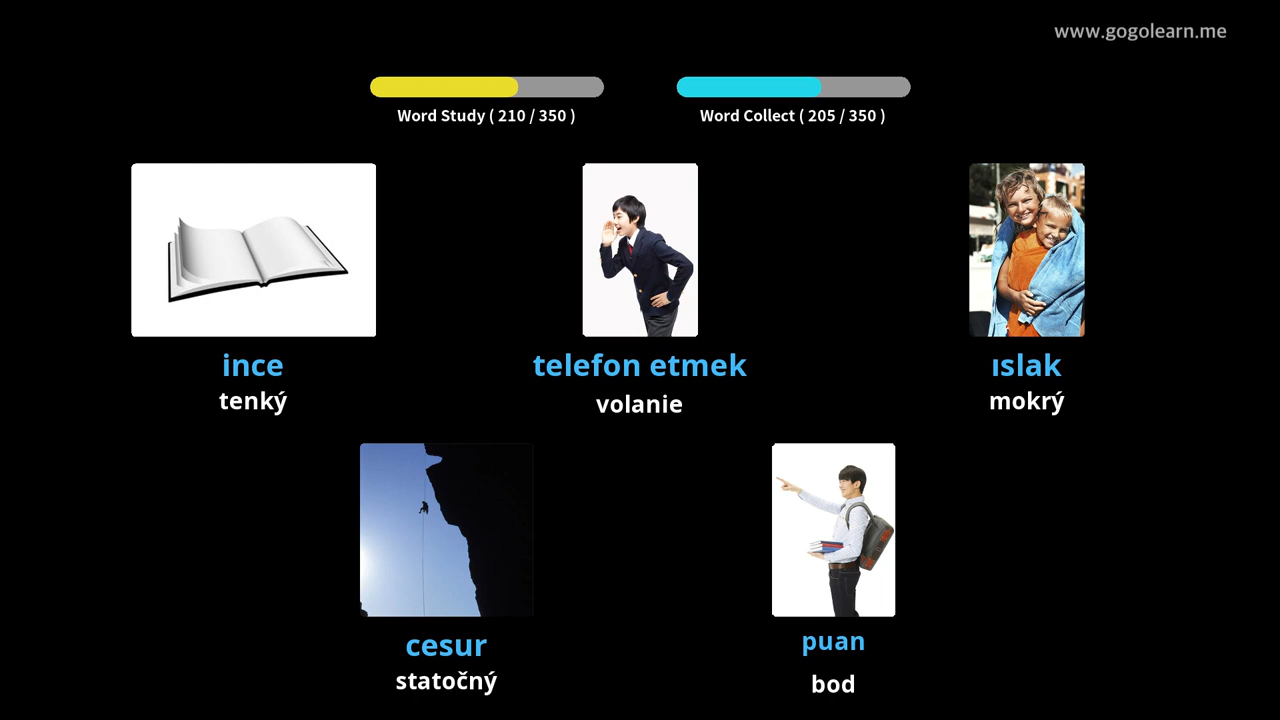 www.gogolearn.me
Word Study ( 210 / 350 )
Word Collect ( 205 / 350 )
ince
tenký
telefon etmek
volanie
ıslak
mokrý
cesur
statočný
puan
bod